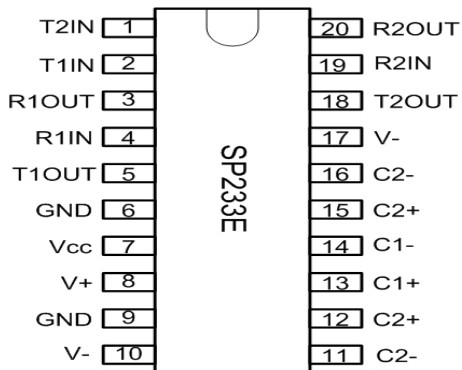 T2IN 1 20 R2OUT
T1IN 2 19 R2IN
R1OUT 3 18 T2OUT
R1IN 4 17 V-
T1OUT 5 16 C2-
GND 6 15 C2+
Vcc 7 14 C1-
V+ 8 13 C1+
GND 9 12 C2+
V- 10 11 C2-
SP233E